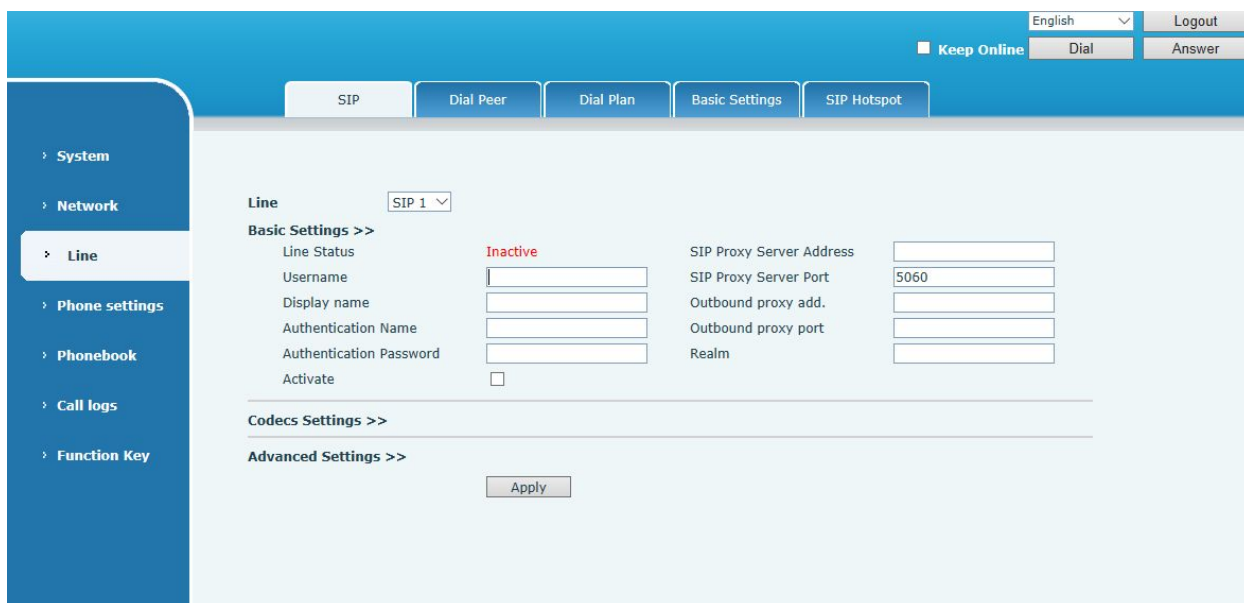 English
Logout
Keep Online
Dial
Answer
SIP
Dial Peer
Dial Plan
Basic Settings
SIP Hotspot
System
Network
Line
Phone settings
Phonebook
Call logs
Function Key
Line SIP 1
Basic Settings >>
Line Status Inactive
Username
Display name
Authentication Name
Authentication Password
Activate
SIP Proxy Server Address
SIP Proxy Server Port 5060
Outbound proxy add.
Outbound proxy port
Realm
Codecs Settings >>
Advanced Settings >>
Apply